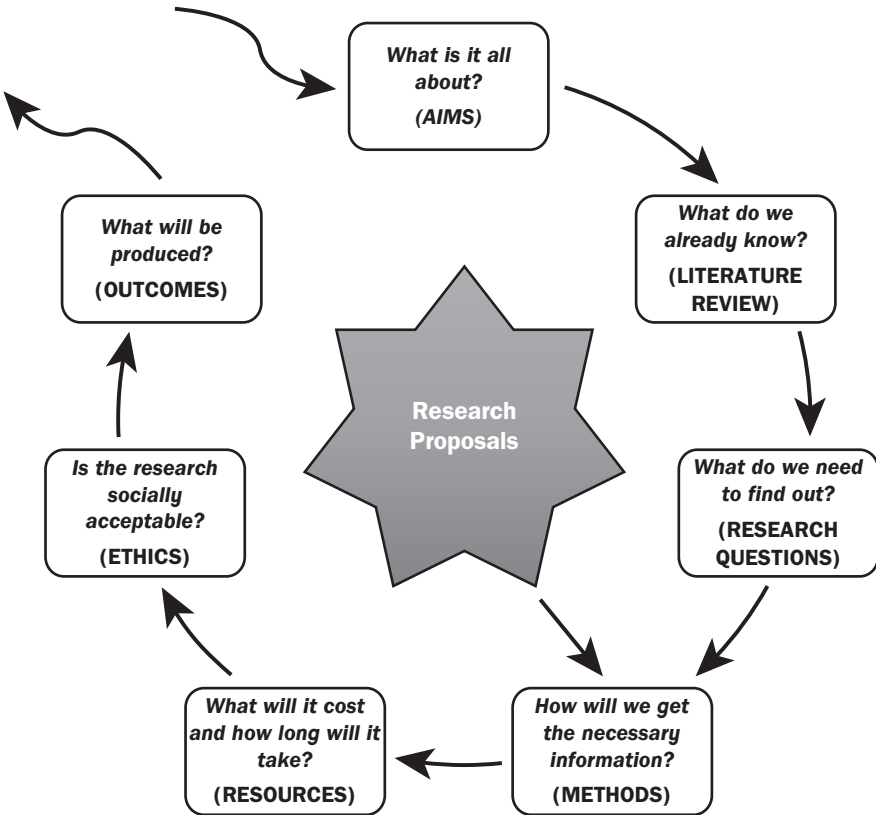 What is it all
about?
(AIMS)
What do we
already know?
(LITERATURE
REVIEW)
What do we need
to find out?
(RESEARCH
QUESTIONS)
How will we get
the necessary
information?
(METHODS)
What will it cost
and how long will it
take?
(RESOURCES)
Is the research
socially
acceptable?
(ETHICS)
What will be
produced?
(OUTCOMES)
Research
Proposals